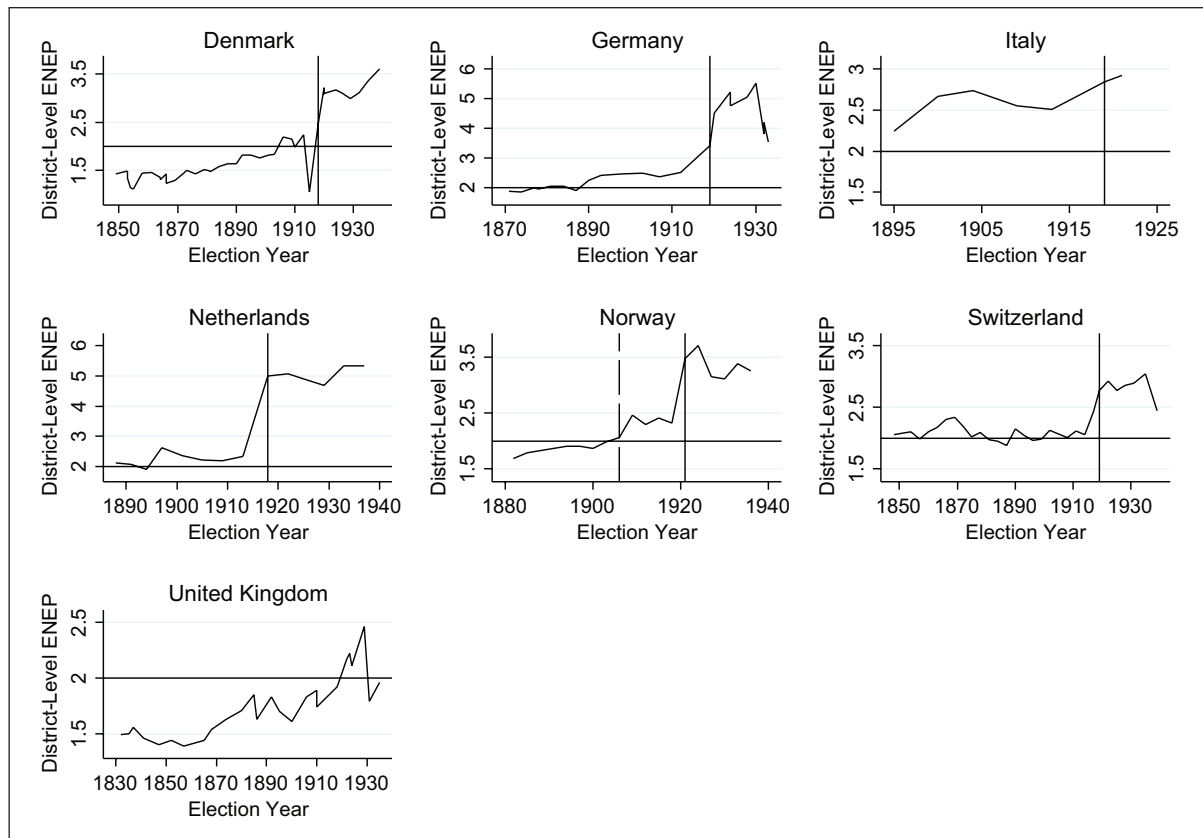 Denmark
District-Level ENEP
1.5 2.5 3.5
1850 1870 1890 1910 1930
Election Year
Germany
District-Level ENEP
2 3 4 5 6
1870 1890 1910 1930
Election Year
Italy
District-Level ENEP
1.5 2 2.5 3
1895 1905 1915 1925
Election Year
Netherlands
District-Level ENEP
2 3 4 5 6
1890 1900 1910 1920 1930 1940
Election Year
Norway
District-Level ENEP
1.5 2.5 3.5
1880 1900 1920 1940
Election Year
Switzerland
District-Level ENEP
1.5 2.5 3.5
1850 1870 1890 1910 1930
Election Year
United Kingdom
District-Level ENEP
1.5 2 2.5
1830 1850 1870 1890 1910 1930
Election Year